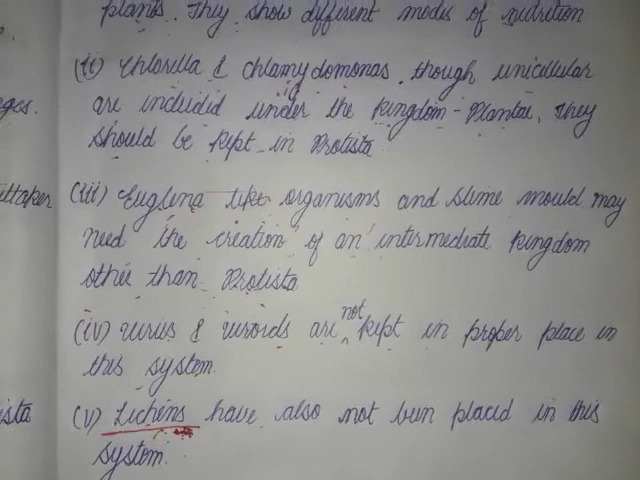 plants. They show different modes of nutrition
(ii) Chlorella & chlamydomonas though unicellular
ges. are included under the kingdom - Plantae, They
should be kept in Protista
ittaker (iii) Euglena like organisms and slime mould may
need the creation of an intermediate kingdom
other than Protista
(iv) virus & viroids are not kept in proper place in
this system.
ista (v) Lichens have also not been placed in this
system.